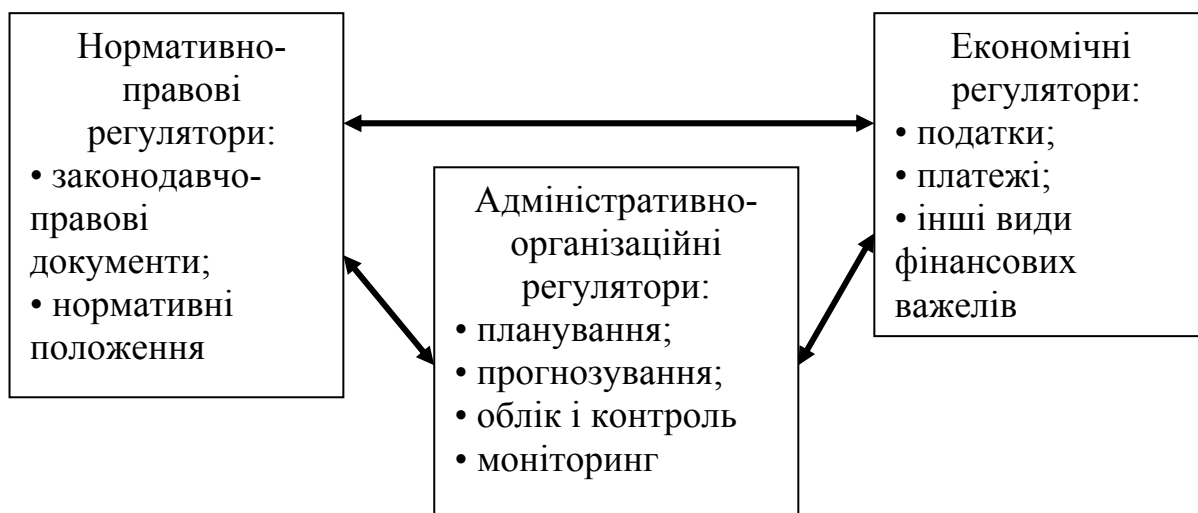 Нормативно-
правові
регулятори:
• законодавчо-
правові
документи;
• нормативні
положення
Адміністративно-
організаційні
регулятори:
• планування;
• прогнозування;
• облік і контроль
• моніторинг
Економічні
регулятори:
• податки;
• платежі;
• інші види
фінансових
важелів